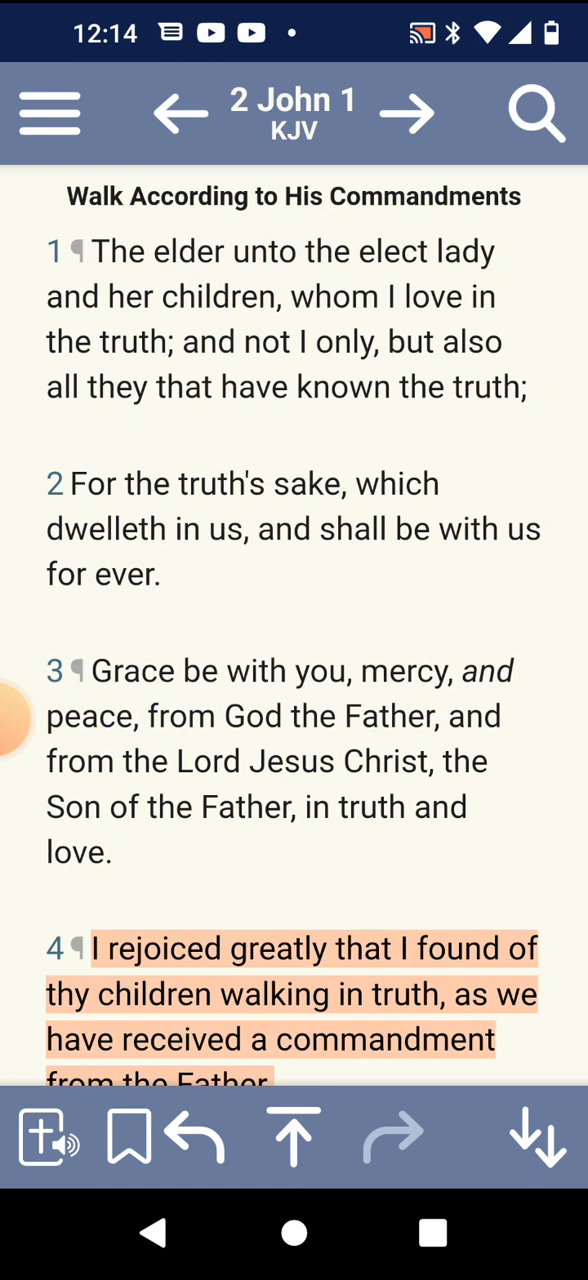 12:14
2 John 1
KJV
Walk According to His Commandments
1 ¶ The elder unto the elect lady
and her children, whom I love in
the truth; and not I only, but also
all they that have known the truth;
2 For the truth's sake, which
dwelleth in us, and shall be with us
for ever.
3 ¶ Grace be with you, mercy, and
peace, from God the Father, and
from the Lord Jesus Christ, the
Son of the Father, in truth and
love.
4 ¶ I rejoiced greatly that I found of
thy children walking in truth, as we
have received a commandment
from the Father.